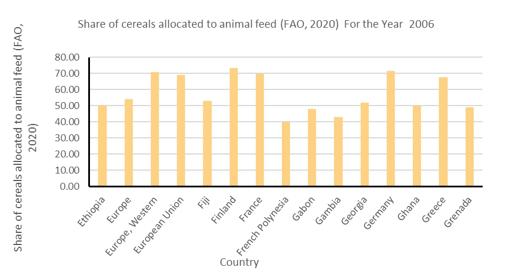 Share of cereals allocated to animal feed (FAO, 2020)  For the Year  2006
Share of cereals allocated to animal feed (FAO,
2020)
80.00
70.00
60.00
50.00
40.00
30.00
20.00
10.00
0.00
Ethiopia
Europe
Europe, Western
European Union
Fiji
Finland
France
French Polynesia
Gabon
Gambia
Georgia
Germany
Ghana
Greece
Grenada
Country